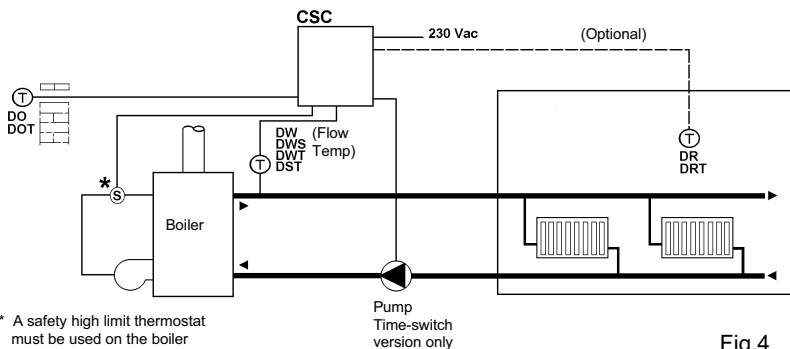 CSC
230 Vac
(Optional)
T
DO
DOT
DW
DWS
DWT
DST
(Flow
Temp)
T
T
DR
DRT
*
S
Boiler
* A safety high limit thermostat
must be used on the boiler
Pump
Time-switch
version only
Fig.4